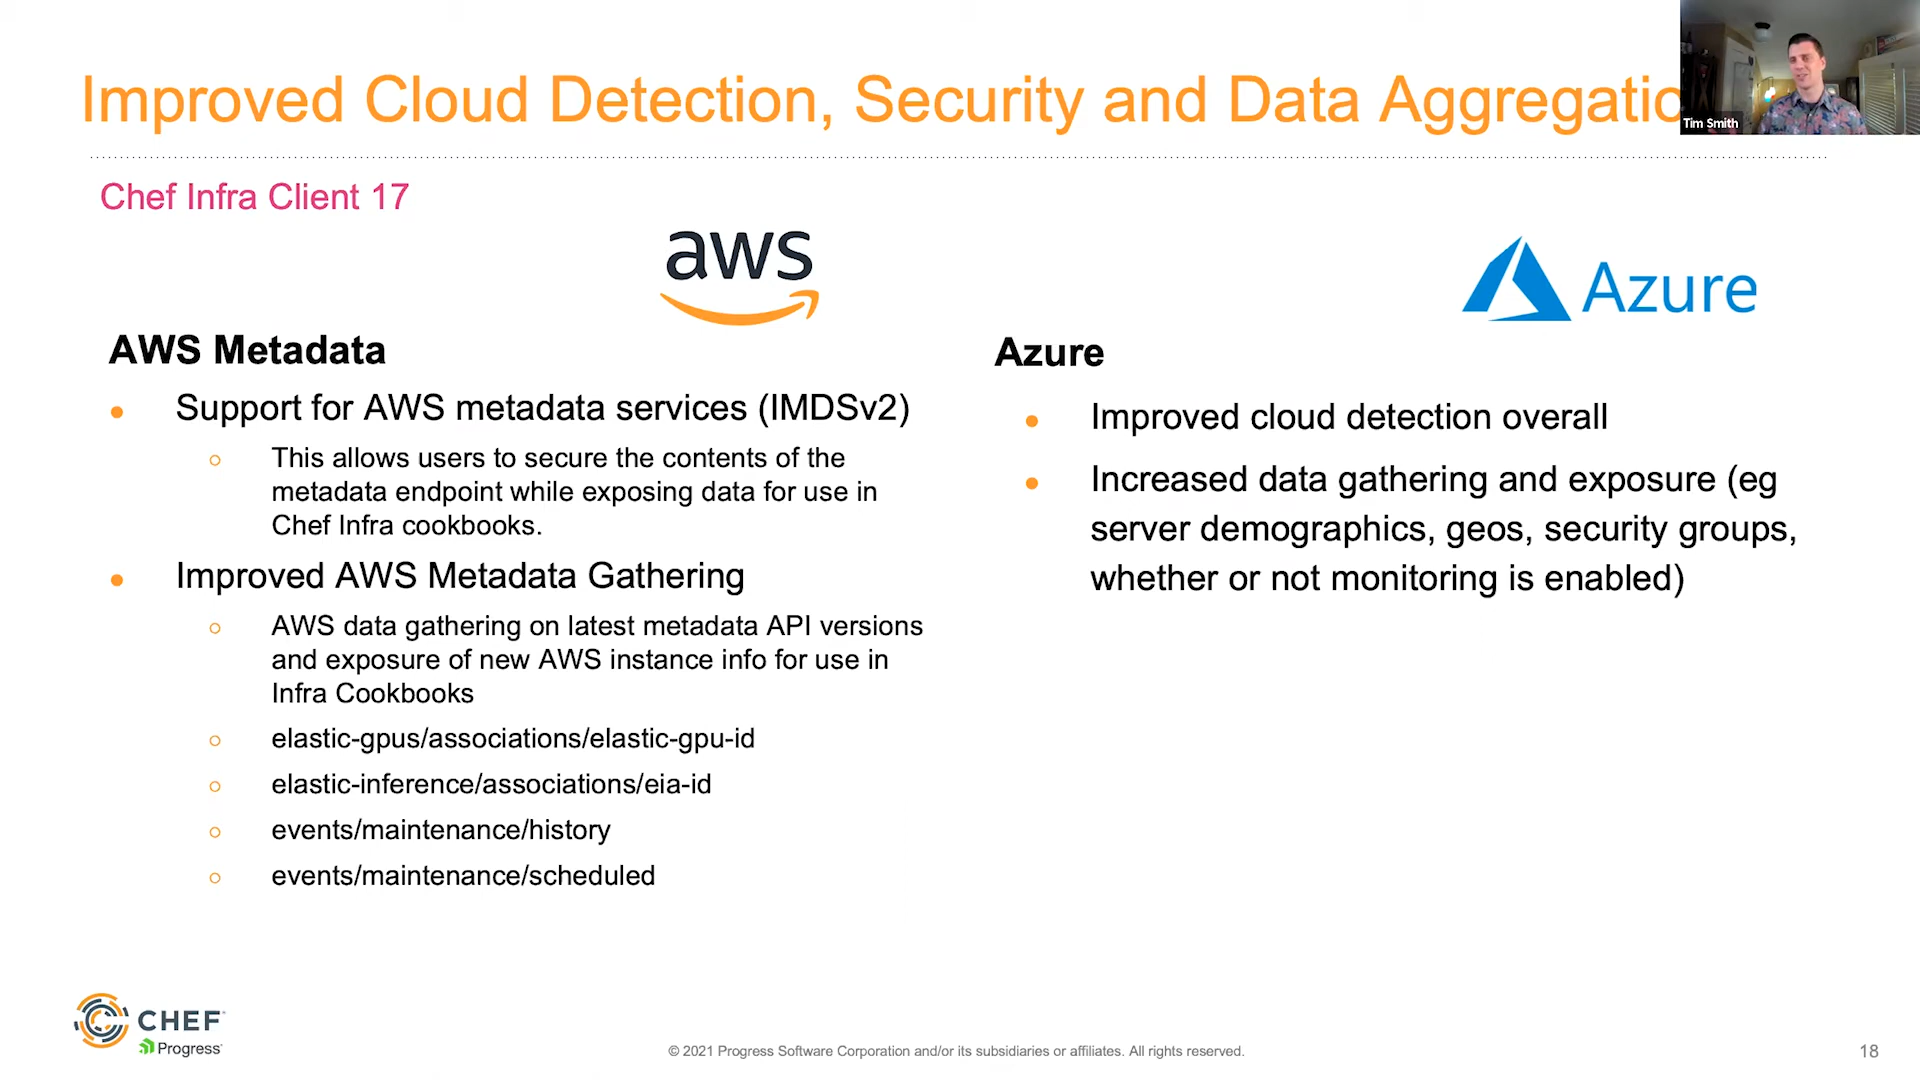 Improved Cloud Detection, Security and Data Aggregatio
Tim Smith
Chef Infra Client 17
aws
Azure
AWS Metadata
Support for AWS metadata services (IMDSv2)
This allows users to secure the contents of the
metadata endpoint while exposing data for use in
Chef Infra cookbooks.
Improved AWS Metadata Gathering
AWS data gathering on latest metadata API versions
and exposure of new AWS instance info for use in
Infra Cookbooks
elastic-gpus/associations/elastic-gpu-id
elastic-inference/associations/eia-id
events/maintenance/history
events/maintenance/scheduled
Azure
Improved cloud detection overall
Increased data gathering and exposure (eg
server demographics, geos, security groups,
whether or not monitoring is enabled)
CHEF
Progress
© 2021 Progress Software Corporation and/or its subsidiaries or affiliates. All rights reserved.
18